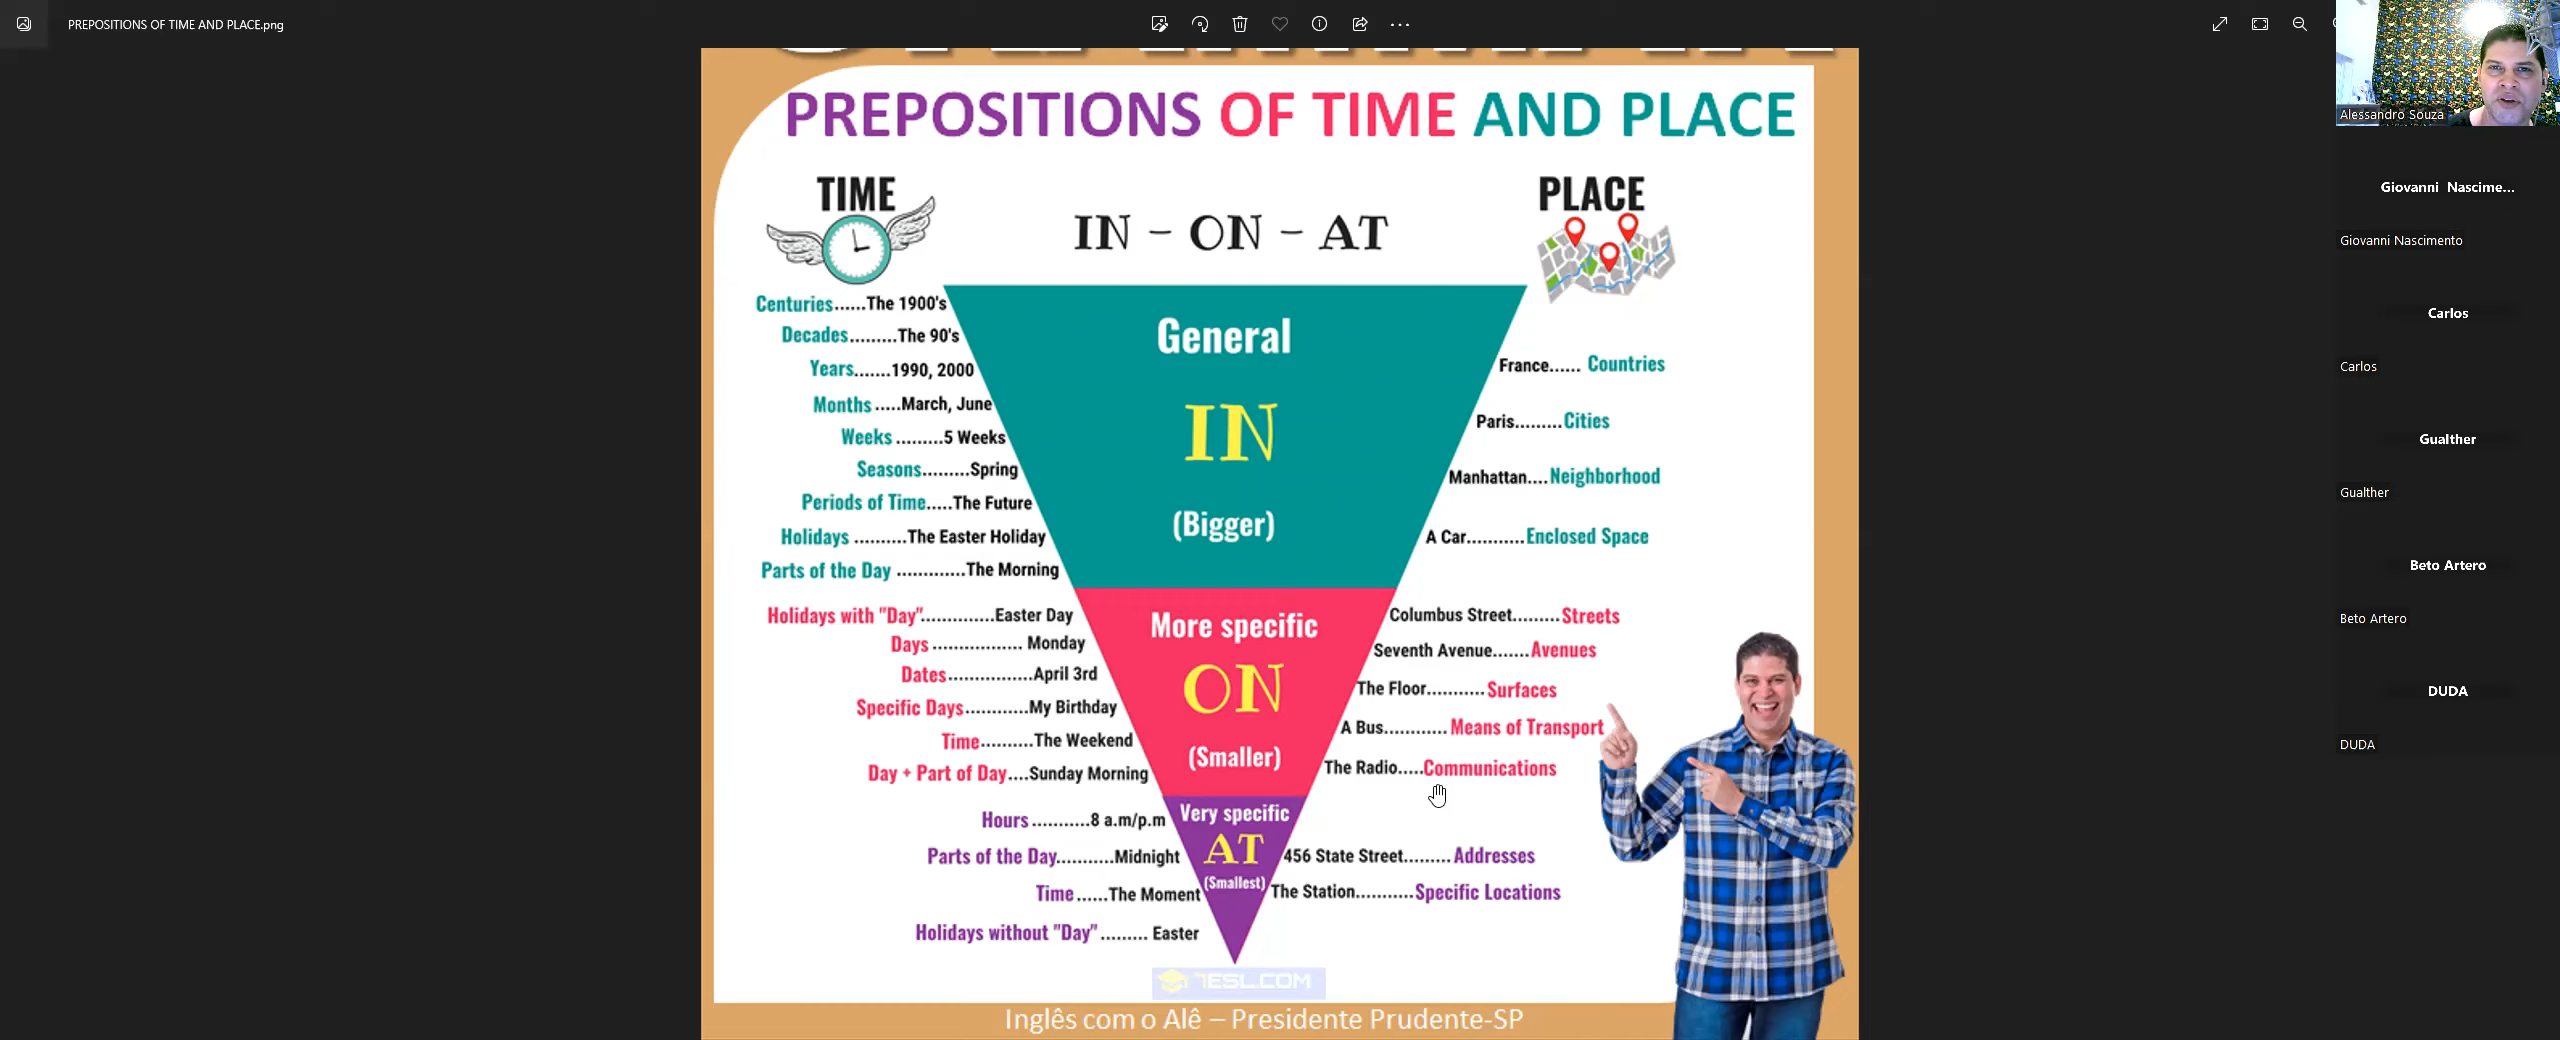 PREPOSITIONS OF TIME AND PLACE.png
PREPOSITIONS OF TIME AND PLACE
TIME
IN - ON - AT
PLACE
Centuries......The 1900's
Decades.........The 90's
Years.......1990, 2000
Months .....March, June
Weeks .........5 Weeks
Seasons.........Spring
Periods of Time.....The Future
Holidays ..........The Easter Holiday
Parts of the Day .............The Morning
General
IN
(Bigger)
France...... Countries
Paris.........Cities
Manhattan....Neighborhood
A Car...........Enclosed Space
Holidays with "Day"..............Easter Day
Days ................. Monday
Dates................April 3rd
Specific Days............My Birthday
Time..........The Weekend
Day + Part of Day....Sunday Morning
More specific
ON
(Smaller)
Columbus Street.........Streets
Seventh Avenue.......Avenues
The Floor...........Surfaces
A Bus............Means of Transport
The Radio.....Communications
Hours ...........8 a.m/p.m
Parts of the Day...........Midnight
Time ......The Moment
Holidays without "Day" ......... Easter
Very specific
AT
(Smallest)
456 State Street......... Addresses
The Station...........Specific Locations
7ESL.COM
Inglês com o Alê – Presidente Prudente-SP
Alessandro Souza
Giovanni Nascime...
Giovanni Nascimento
Carlos
Carlos
Gualther
Gualther
Beto Artero
Beto Artero
DUDA
DUDA